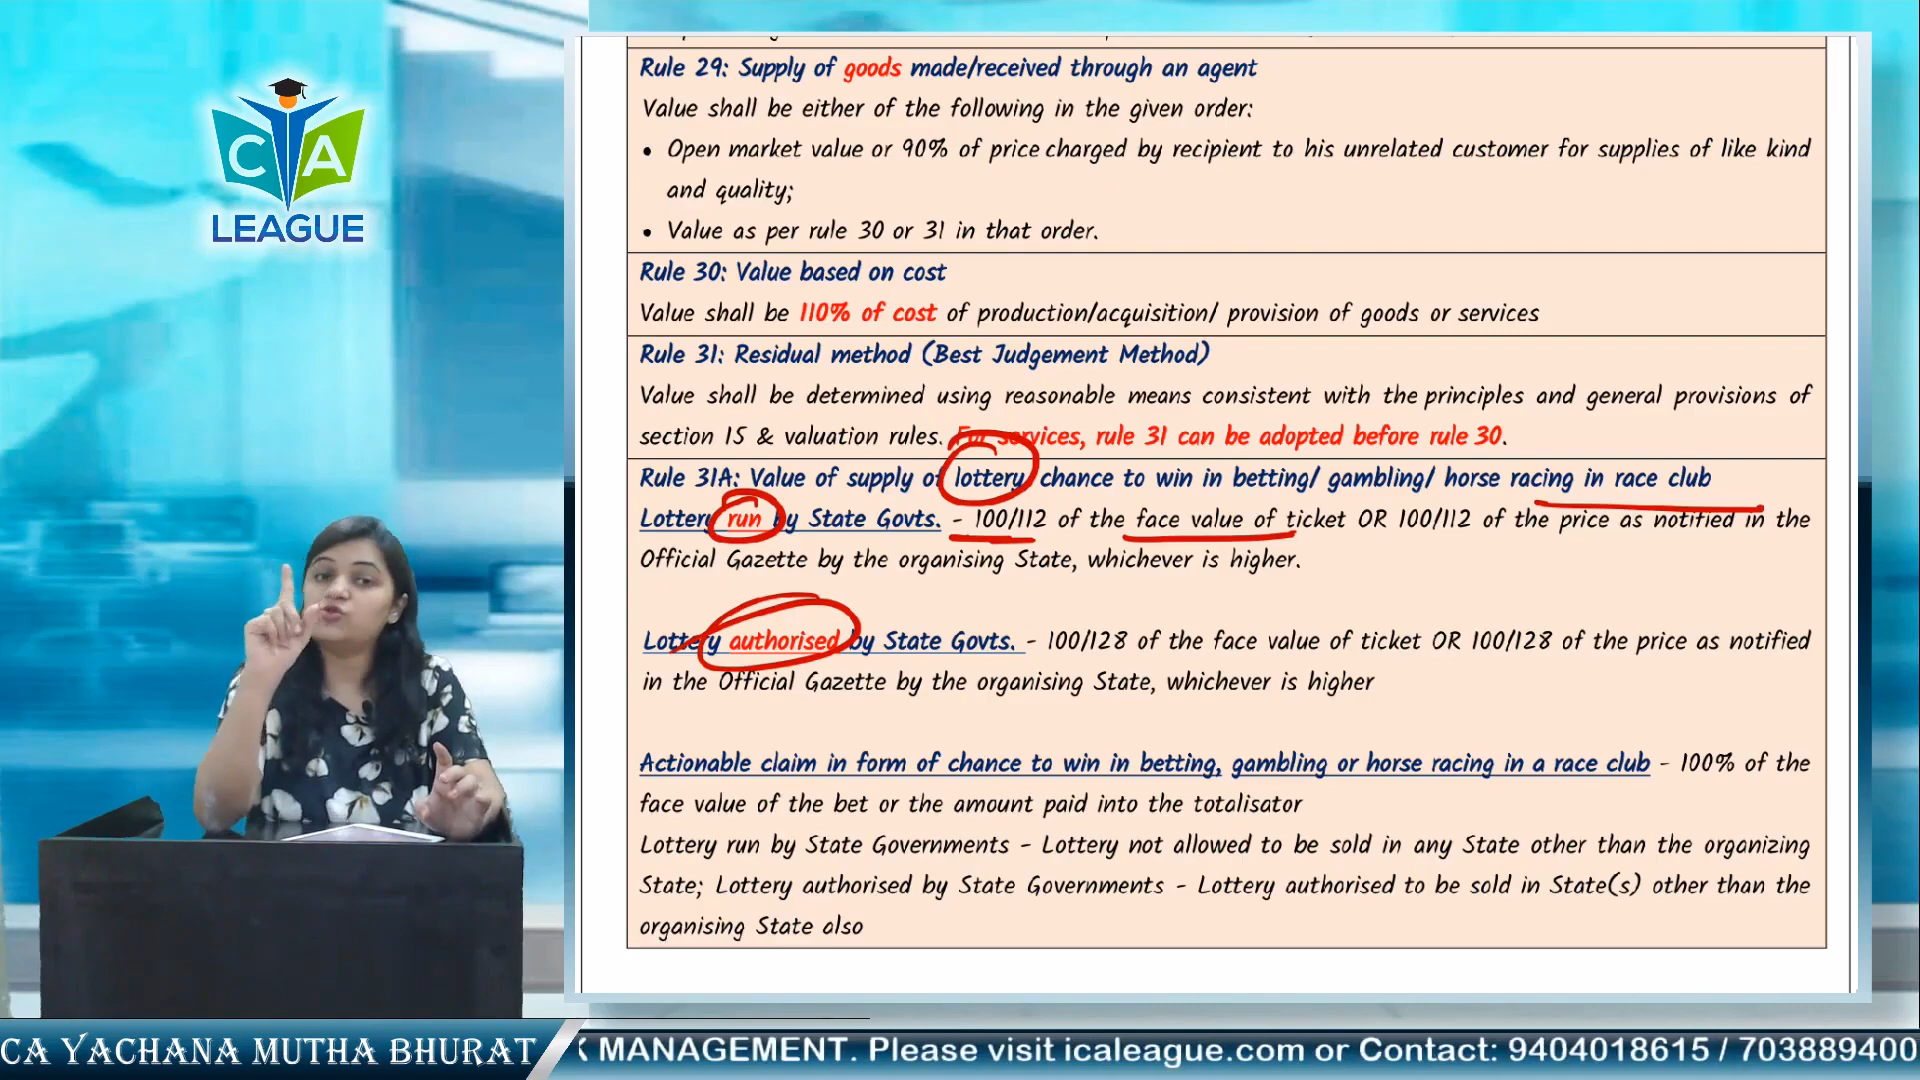 CA
LEAGUE
Rule 29: Supply of goods made/received through an agent
Value shall be either of the following in the given order:
• Open market value or 90% of price charged by recipient to his unrelated customer for supplies of like kind
and quality;
• Value as per rule 30 or 31 in that order.
Rule 30: Value based on cost
Value shall be 110% of cost of production/acquisition/ provision of goods or services
Rule 31: Residual method (Best Judgement Method)
Value shall be determined using reasonable means consistent with the principles and general provisions of
section 15 & valuation rules. For services, rule 31 can be adopted before rule 30.
Rule 31A: Value of supply of lottery chance to win in betting/ gambling/ horse racing in race club
Lottery run by State Govts. - 100/112 of the face value of ticket OR 100/112 of the price as notified in the
Official Gazette by the organising State, whichever is higher.
Lottery authorised by State Govts. - 100/128 of the face value of ticket OR 100/128 of the price as notified
in the Official Gazette by the organising State, whichever is higher
Actionable claim in form of chance to win in betting, gambling or horse racing in a race club - 100% of the
face value of the bet or the amount paid into the totalisator
Lottery run by State Governments - Lottery not allowed to be sold in any State other than the organizing
State; Lottery authorised by State Governments - Lottery authorised to be sold in State(s) other than the
organising State also
CA YACHANA MUTHA BHURAT
K MANAGEMENT. Please visit icaleague.com or Contact: 9404018615 / 703889400